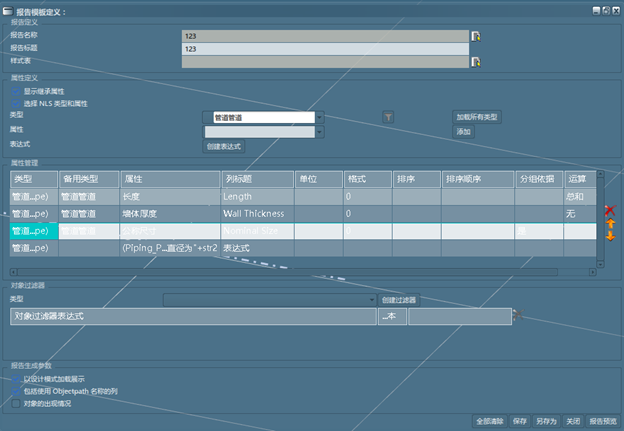 报告模板定义：
报告定义
报告名称 123
报告标题 123
样式表
属性定义
显示继承属性
选择 NLS 类型和属性
类型 管道管道 加载所有类型
属性 添加
表达式 创建表达式
属性管理
类型 备用类型 属性 列标题 单位 格式 排序 排序顺序 分组依据 运算
管道...pe) 管道管道 长度 Length 0 总和
管道...pe) 管道管道 墙体厚度 Wall Thickness 0 无
管道...pe) 管道管道 公称尺寸 Nominal Size 0
管道...pe) (Piping_P...直径为"+str2 表达式
对象过滤器
类型 创建过滤器
对象过滤器表达式 ...本
报告生成参数
以设计模式加载展示
包括使用 Objectpath 名称的列
对象的出现情况
全部清除 保存 另存为 关闭 报告预览